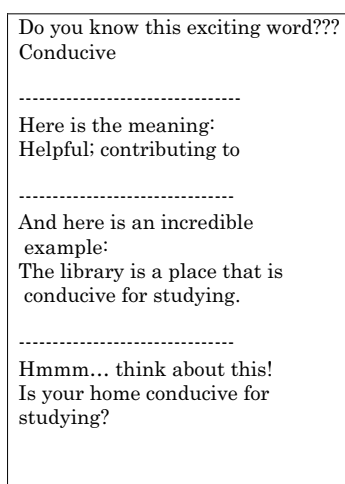 Do you know this exciting word???
Conducive
---------------------------------
Here is the meaning:
Helpful; contributing to
--------------------------------
And here is an incredible
example:
The library is a place that is
conducive for studying.
--------------------------------
Hmmm… think about this!
Is your home conducive for
studying?